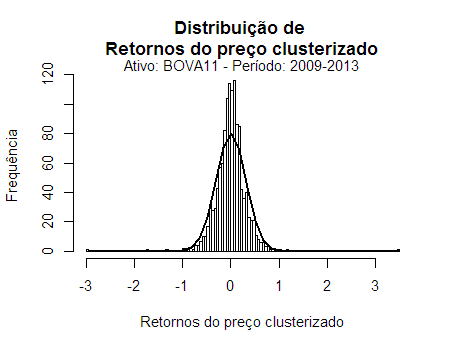 Distribuição de
Retornos do preço clusterizado
Ativo: BOVA11 - Período: 2009-2013
Frequência
120
80
60
40
20
0
-3
-2
-1
0
1
2
3
Retornos do preço clusterizado